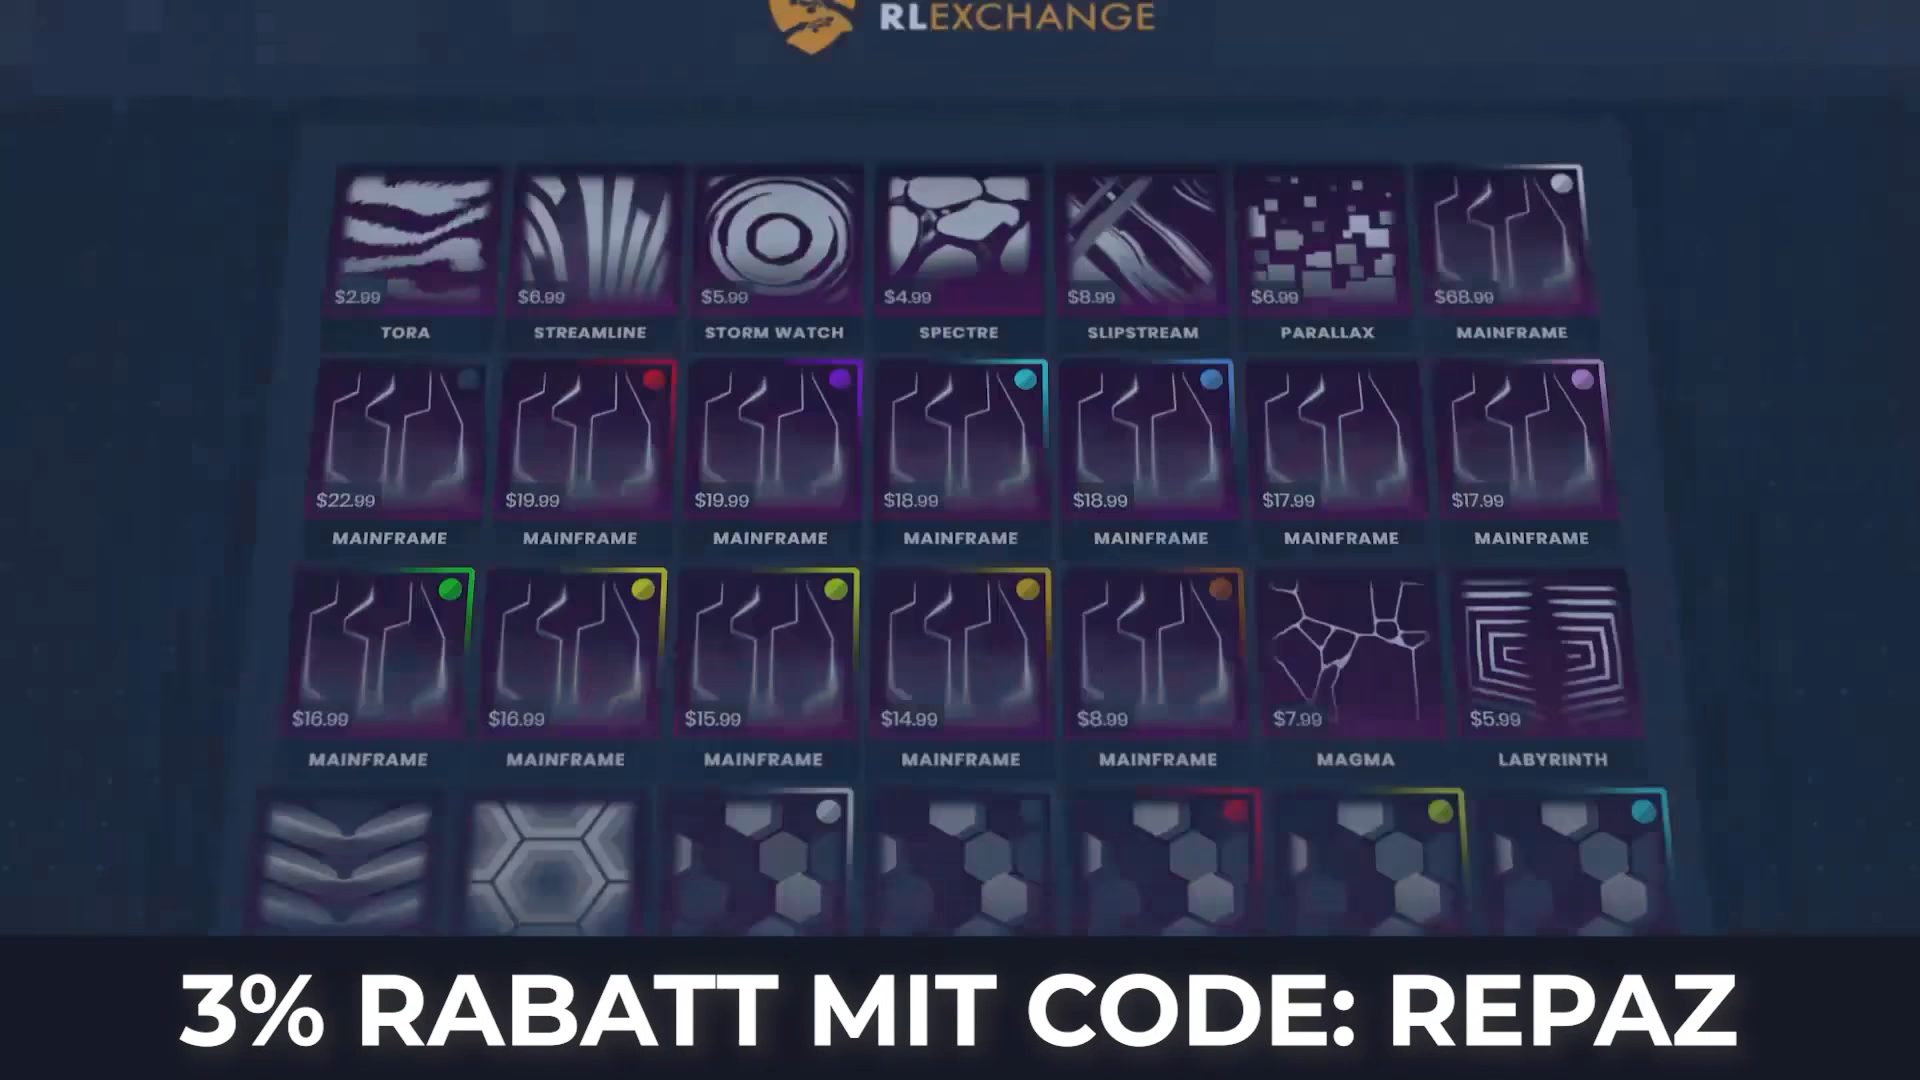 RLEXCHANGE
$2.99 $6.99 $5.99 $4.99 $8.99 $6.99 $68.99
TORA STREAMLINE STORM WATCH SPECTRE SLIPSTREAM PARALLAX MAINFRAME
$22.99 $19.99 $19.99 $18.99 $18.99 $17.99 $17.99
MAINFRAME MAINFRAME MAINFRAME MAINFRAME MAINFRAME MAINFRAME MAINFRAME
$16.99 $16.99 $15.99 $14.99 $8.99 $7.99 $5.99
MAINFRAME MAINFRAME MAINFRAME MAINFRAME MAINFRAME MAGMA LABYRINTH
3% RABATT MIT CODE: REPAZ